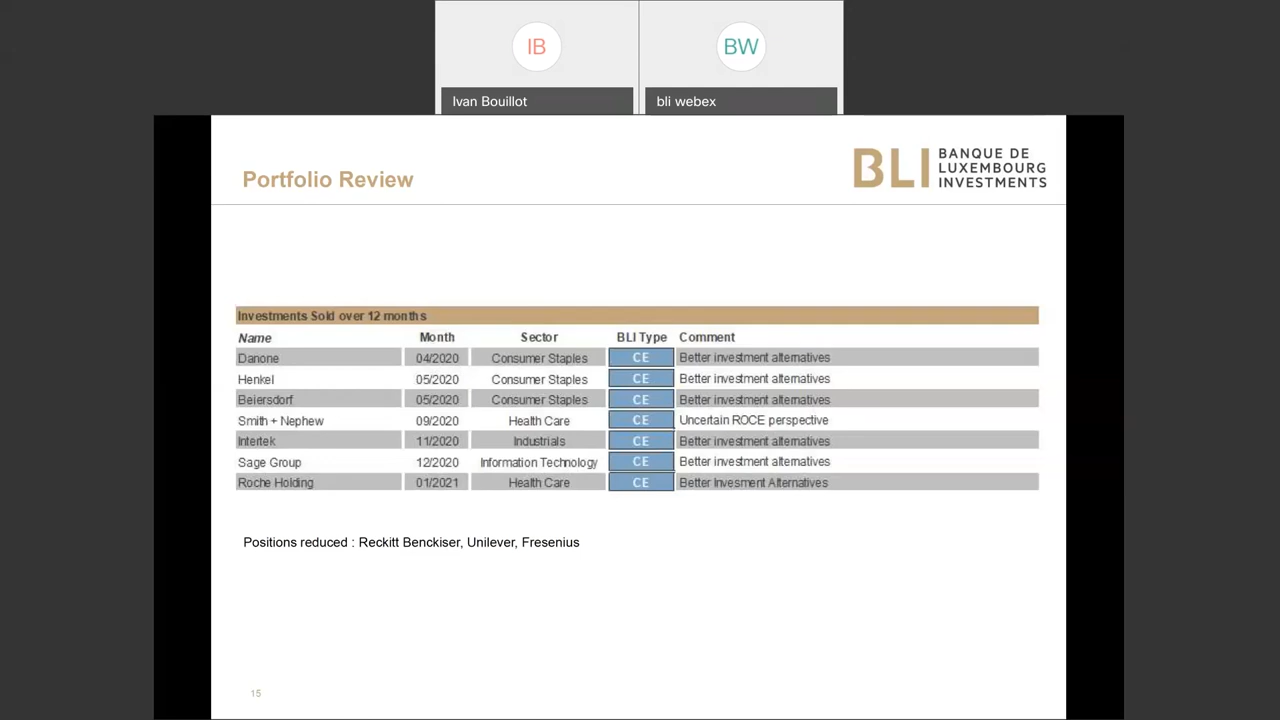 IB
BW
Ivan Bouillot
bli webex
Portfolio Review
BLI
BANQUE DE
LUXEMBOURG
INVESTMENTS
Investments Sold over 12 months
Name Month Sector BLI Type Comment
Danone 04/2020 Consumer Staples CE Better investment alternatives
Henkel 05/2020 Consumer Staples CE Better investment alternatives
Beiersdorf 05/2020 Consumer Staples CE Better investment alternatives
Smith + Nephew 09/2020 Health Care CE Uncertain ROCE perspective
Intertek 11/2020 Industrials CE Better investment alternatives
Sage Group 12/2020 Information Technology CE Better investment alternatives
Roche Holding 01/2021 Health Care CE Better Invesment Alternatives
Positions reduced : Reckitt Benckiser, Unilever, Fresenius
15